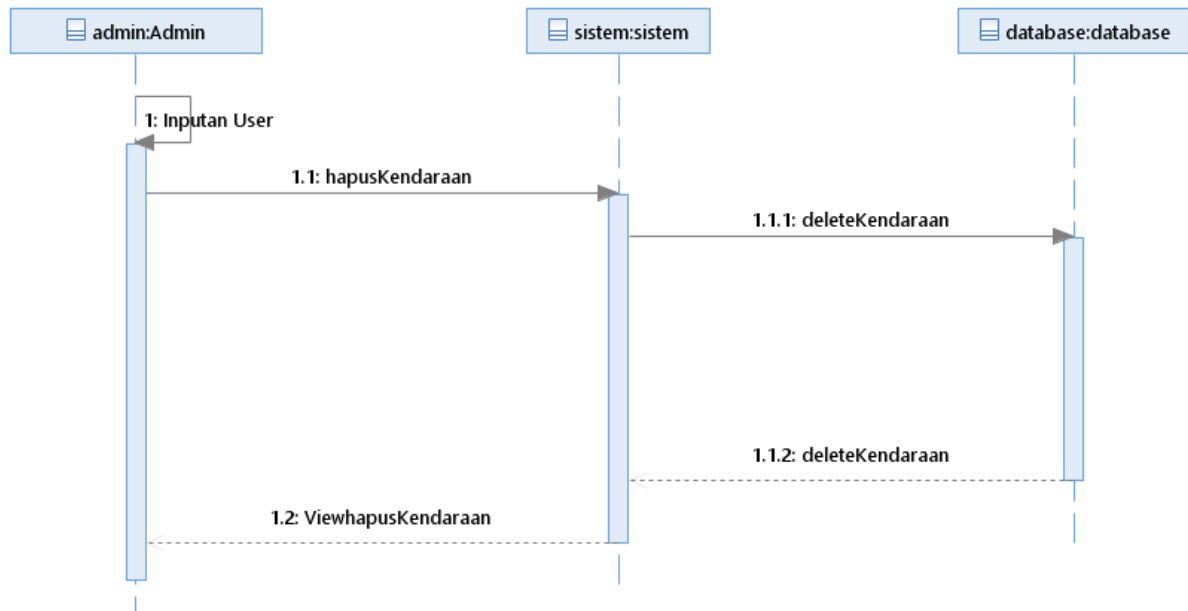 admin:Admin
sistem:sistem
database:database
1: Inputan User
1.1: hapusKendaraan
1.1.1: deleteKendaraan
1.1.2: deleteKendaraan
1.2: ViewhapusKendaraan